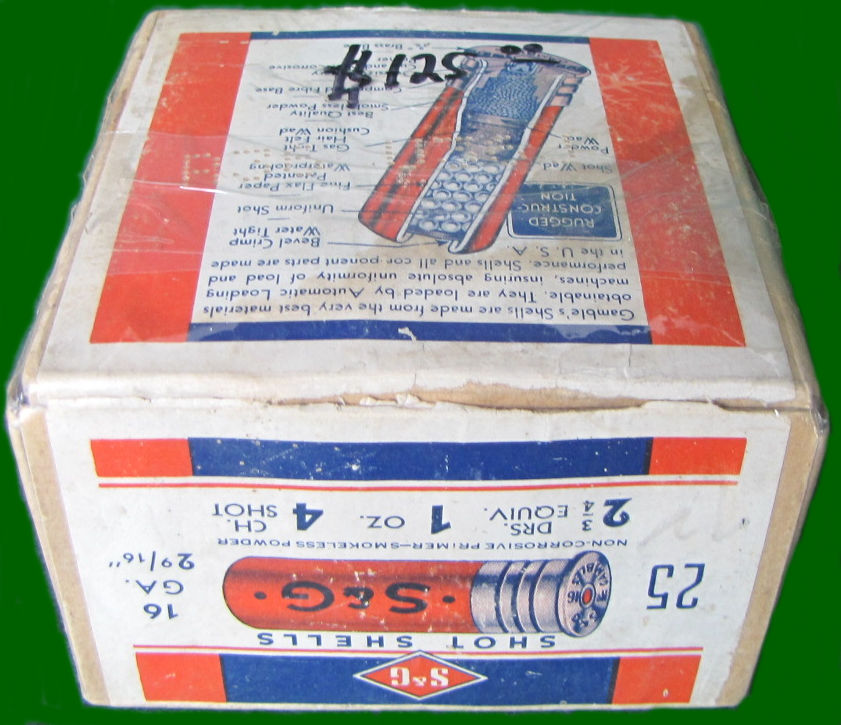 S&G
SHOT SHELLS
25
· S&G ·
16
GA.
2 9/16"
NON-CORROSIVE PRIMER—SMOKELESS POWDER
2 3/4 DRS. EQUIV. 1 OZ. 4 CH. SHOT
Gamble's Shells are made from the very best materials
obtainable. They are loaded by Automatic Loading
machines, insuring absolute uniformity of load and
performance. Shells and all component parts are made
in the U. S. A.
RUGGED
CONSTRUC-
TION
Shot Wad
Powder
Wad
Bevel Crimp
Water Tight
Uniform Shot
Fine Flax Paper
Patented
Waterproofing
Gas Tight
Hair Felt
Cushion Wad
Best Quality
Smokeless Powder
Fibre Base